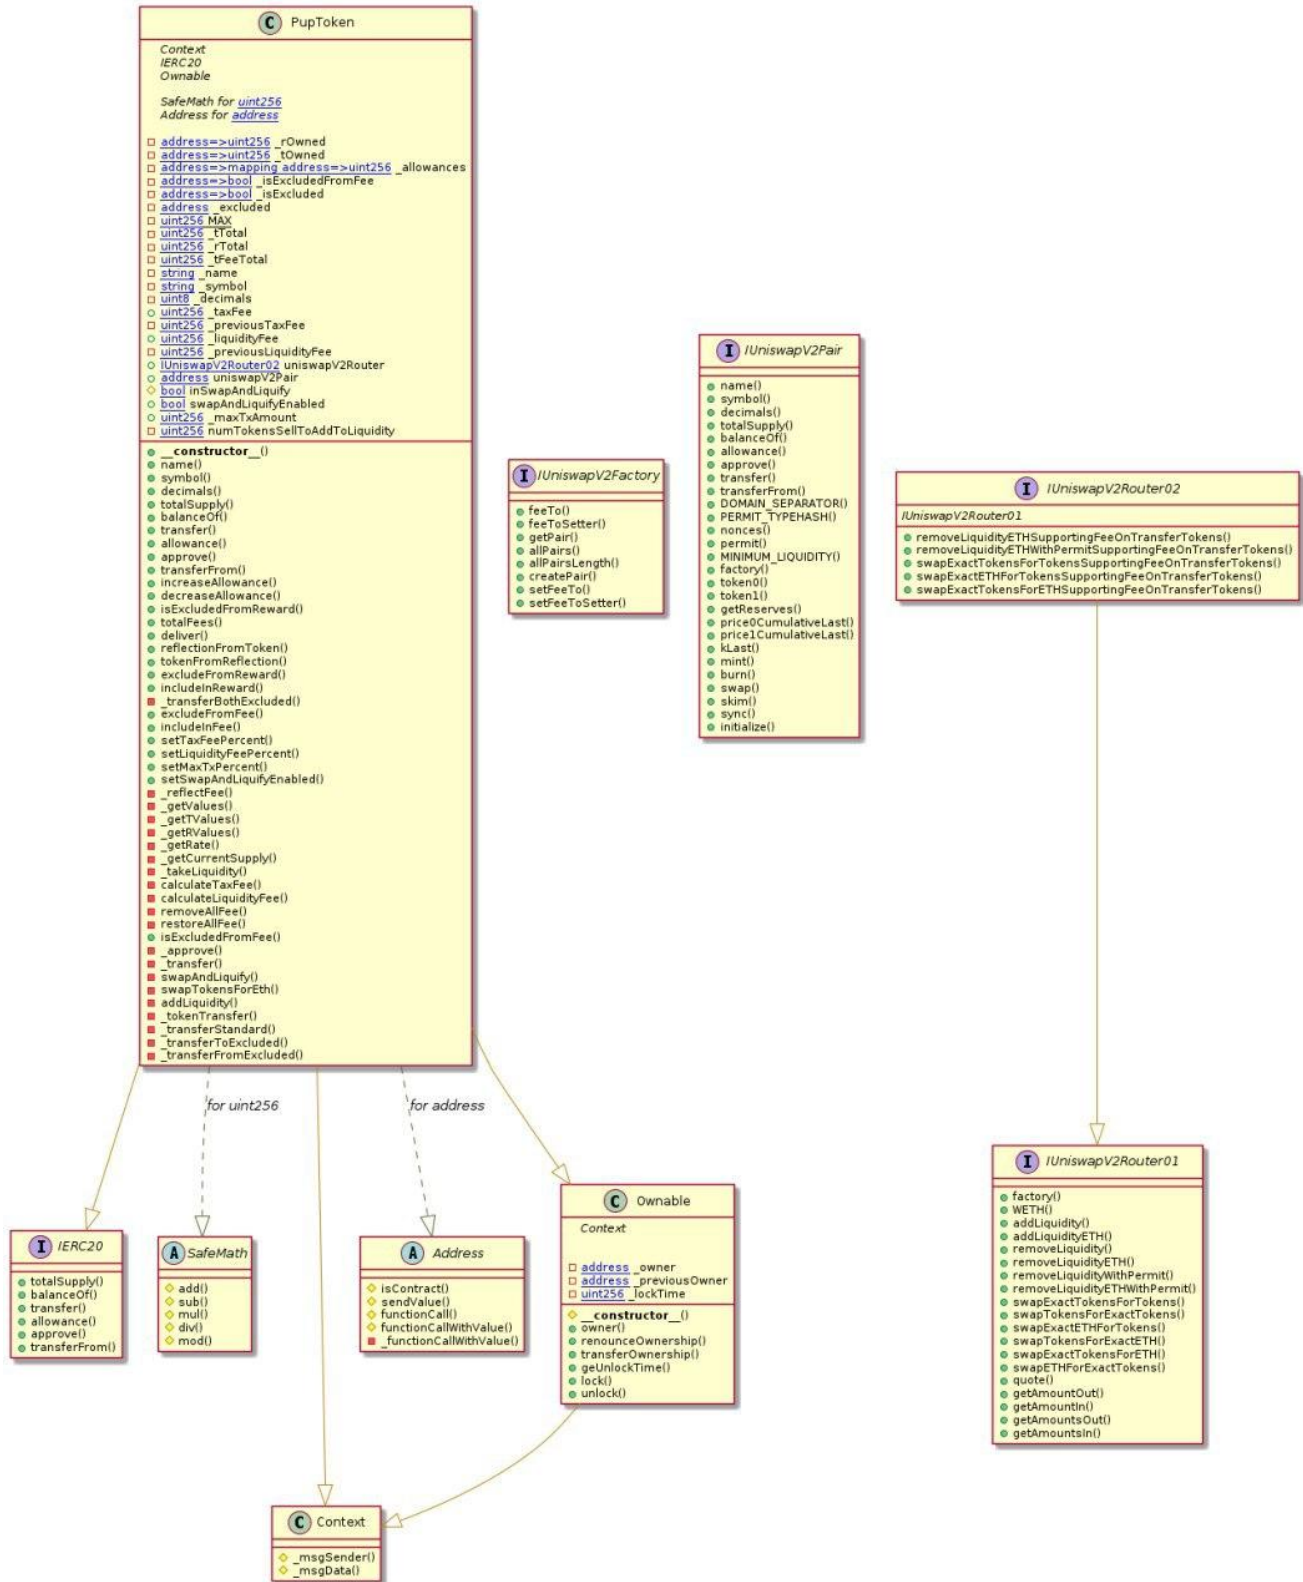 C PupToken
Context
IERC20
Ownable
SafeMath for uint256
Address for address
address=>uint256 _rOwned
address=>uint256 _tOwned
address=>mapping address=>uint256 _allowances
address=>bool _isExcludedFromFee
address=>bool _isExcluded
address _excluded
uint256 MAX
uint256 _tTotal
uint256 _rTotal
uint256 _tFeeTotal
string _name
string _symbol
uint8 _decimals
uint256 _taxFee
uint256 _previousTaxFee
uint256 _liquidityFee
uint256 _previousLiquidityFee
IUniswapV2Router02 uniswapV2Router
address uniswapV2Pair
bool inSwapAndLiquify
bool swapAndLiquifyEnabled
uint256 _maxTxAmount
uint256 numTokensSellToAddToLiquidity
__constructor__()
name()
symbol()
decimals()
totalSupply()
balanceOf()
transfer()
allowance()
approve()
transferFrom()
increaseAllowance()
decreaseAllowance()
isExcludedFromReward()
totalFees()
deliver()
reflectionFromToken()
tokenFromReflection()
excludeFromReward()
includeInReward()
_transferBothExcluded()
excludeFromFee()
includeInFee()
setTaxFeePercent()
setLiquidityFeePercent()
setMaxTxPercent()
setSwapAndLiquifyEnabled()
_reflectFee()
_getValues()
_getTValues()
_getRValues()
_getRate()
_getCurrentSupply()
_takeLiquidity()
calculateTaxFee()
calculateLiquidityFee()
removeAllFee()
restoreAllFee()
isExcludedFromFee()
_approve()
_transfer()
swapAndLiquify()
swapTokensForEth()
addLiquidity()
_tokenTransfer()
_transferStandard()
_transferToExcluded()
_transferFromExcluded()
I IUniswapV2Factory
feeTo()
feeToSetter()
getPair()
allPairs()
allPairsLength()
createPair()
setFeeTo()
setFeeToSetter()
I IUniswapV2Pair
name()
symbol()
decimals()
totalSupply()
balanceOf()
allowance()
approve()
transfer()
transferFrom()
DOMAIN_SEPARATOR()
PERMIT_TYPEHASH()
nonces()
permit()
MINIMUM_LIQUIDITY()
factory()
token0()
token1()
getReserves()
price0CumulativeLast()
price1CumulativeLast()
kLast()
mint()
burn()
swap()
skim()
sync()
initialize()
I IUniswapV2Router02
IUniswapV2Router01
removeLiquidityETHSupportingFeeOnTransferTokens()
removeLiquidityETHWithPermitSupportingFeeOnTransferTokens()
swapExactTokensForTokensSupportingFeeOnTransferTokens()
swapExactETHForTokensSupportingFeeOnTransferTokens()
swapExactTokensForETHSupportingFeeOnTransferTokens()
for uint256
for address
I IERC20
totalSupply()
balanceOf()
transfer()
allowance()
approve()
transferFrom()
A SafeMath
add()
sub()
mul()
div()
mod()
A Address
isContract()
sendValue()
functionCall()
functionCallWithValue()
_functionCallWithValue()
C Ownable
Context
address _owner
address _previousOwner
uint256 _lockTime
__constructor__()
owner()
renounceOwnership()
transferOwnership()
geUnlockTime()
lock()
unlock()
I IUniswapV2Router01
factory()
WETH()
addLiquidity()
addLiquidityETH()
removeLiquidity()
removeLiquidityETH()
removeLiquidityWithPermit()
removeLiquidityETHWithPermit()
swapExactTokensForTokens()
swapTokensForExactTokens()
swapExactETHForTokens()
swapTokensForExactETH()
swapExactTokensForETH()
swapETHForExactTokens()
quote()
getAmountOut()
getAmountIn()
getAmountsOut()
getAmountsIn()
C Context
_msgSender()
_msgData()